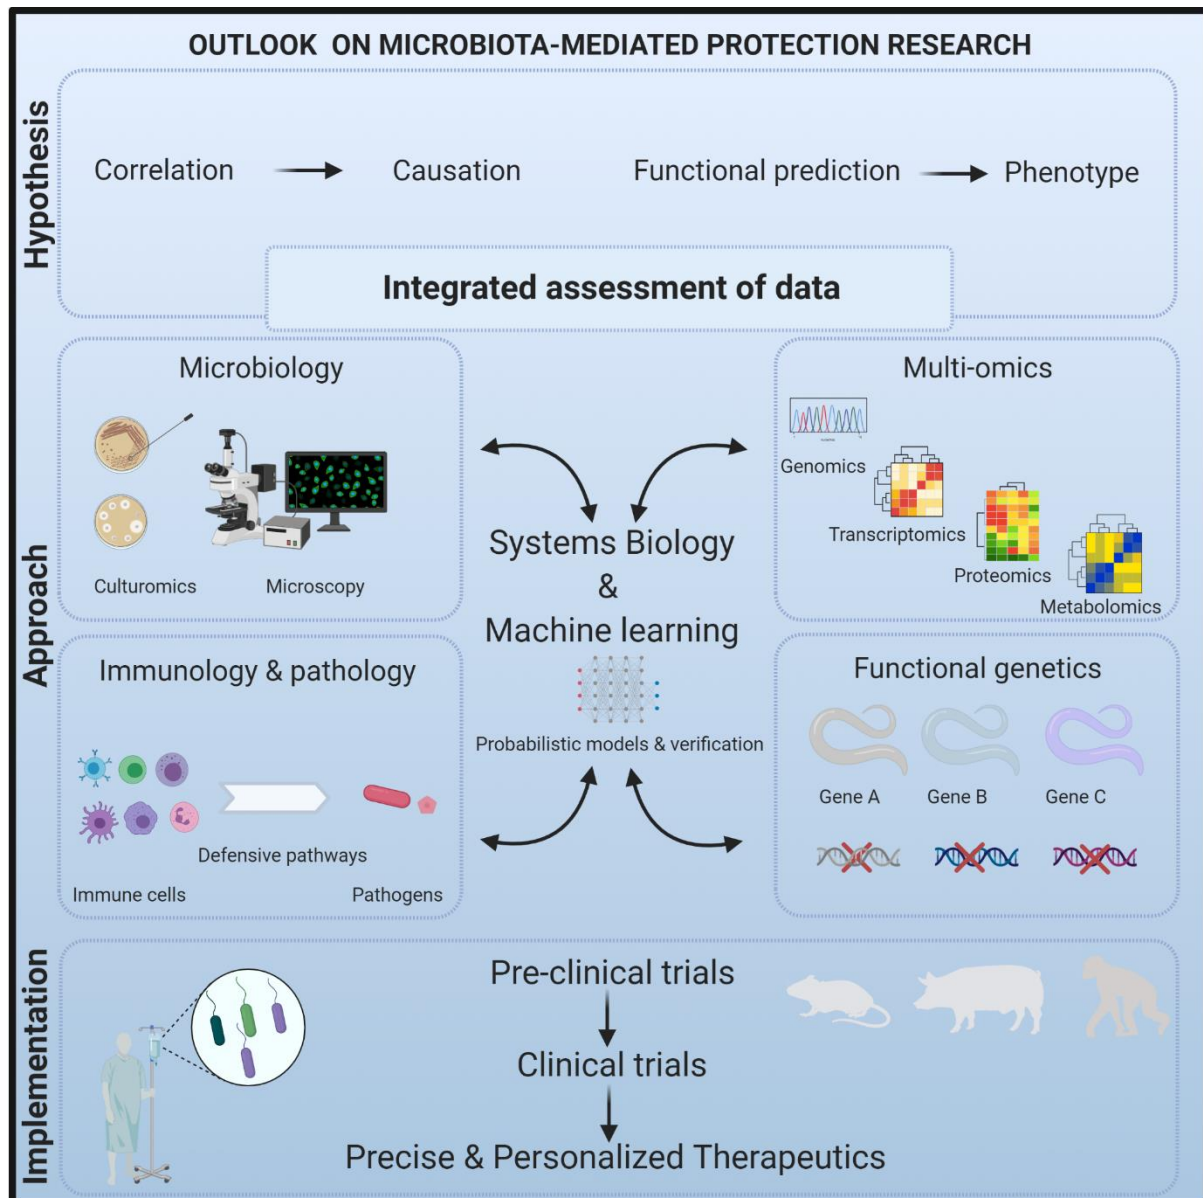 OUTLOOK ON MICROBIOTA-MEDIATED PROTECTION RESEARCH
Hypothesis
Correlation
Causation
Functional prediction
Phenotype
Integrated assessment of data
Approach
Microbiology
Culturomics
Microscopy
Multi-omics
Genomics
Transcriptomics
Proteomics
Metabolomics
Systems Biology
&
Machine learning
Probabilistic models & verification
Immunology & pathology
Defensive pathways
Immune cells
Pathogens
Functional genetics
Gene A
Gene B
Gene C
Implementation
Pre-clinical trials
Clinical trials
Precise & Personalized Therapeutics